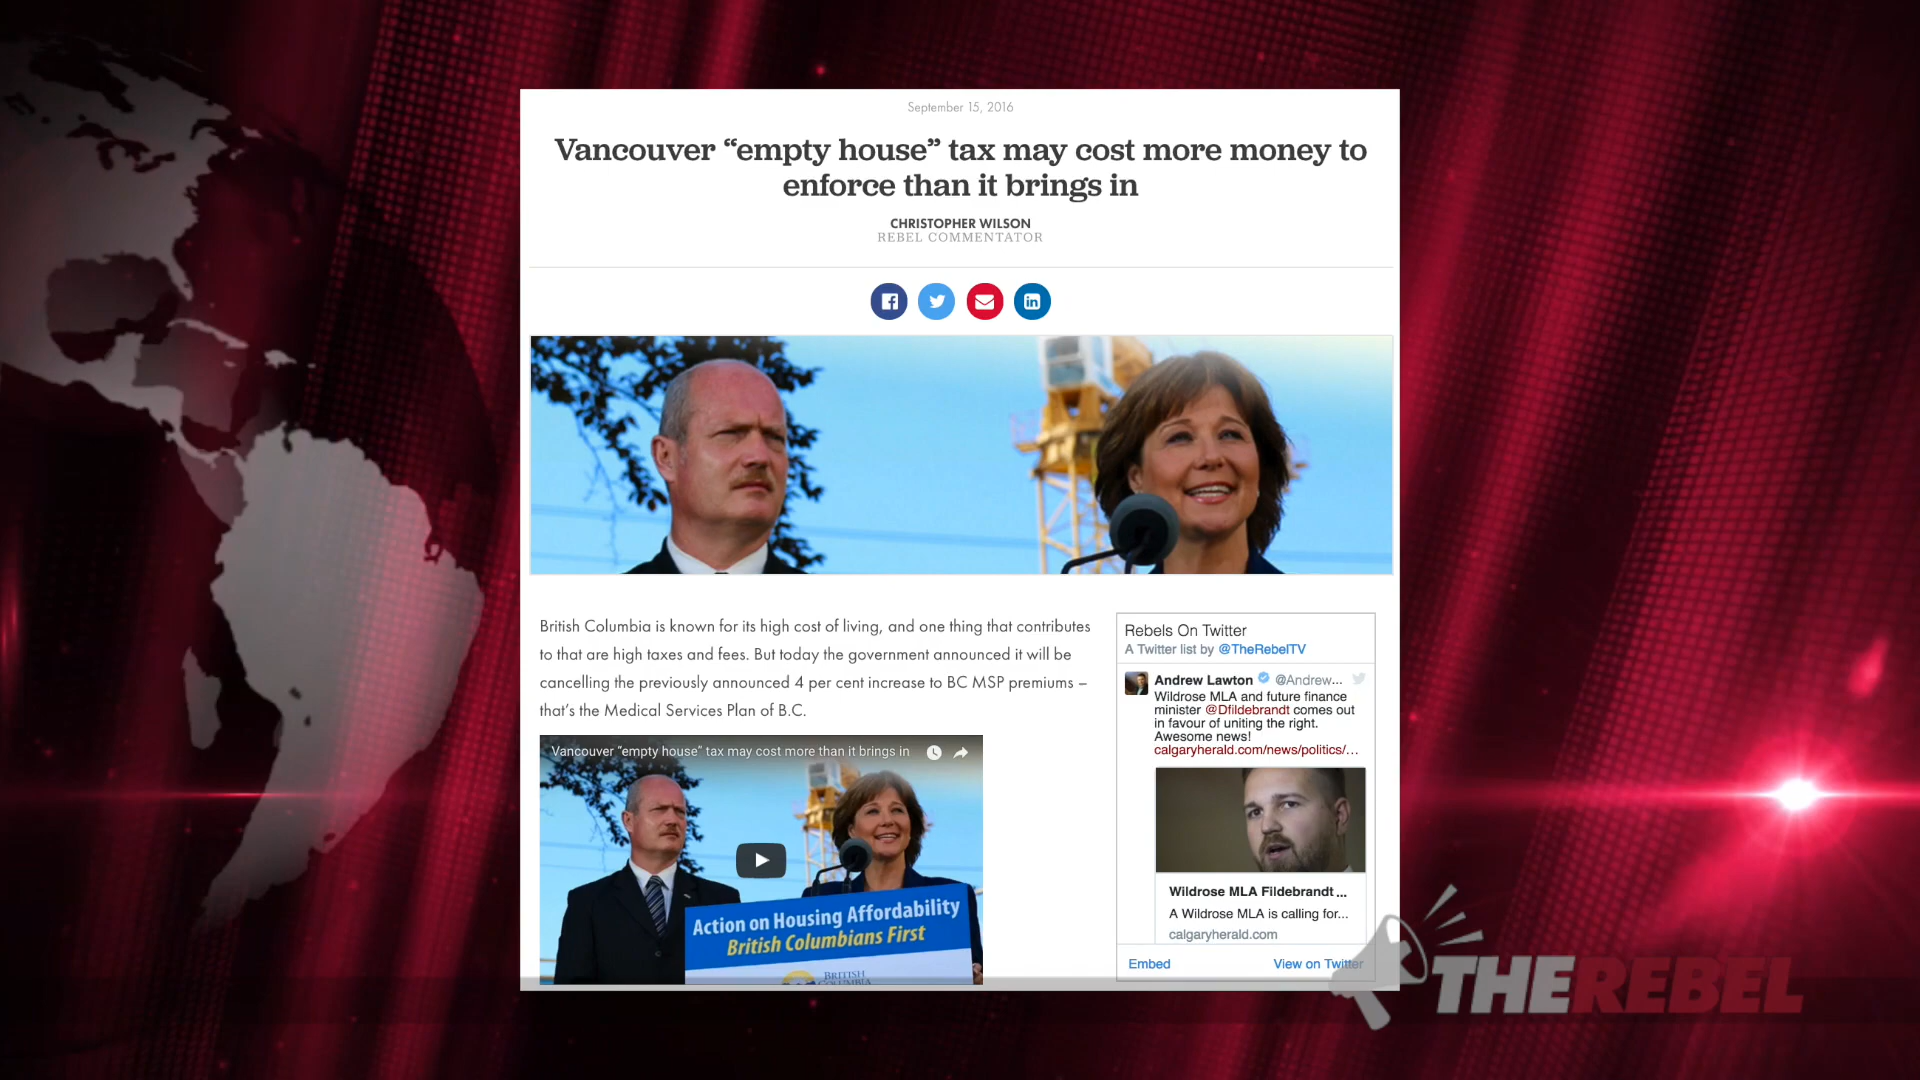 September 15, 2016
Vancouver “empty house” tax may cost more money to
enforce than it brings in
CHRISTOPHER WILSON
REBEL COMMENTATOR
British Columbia is known for its high cost of living, and one thing that contributes
to that are high taxes and fees. But today the government announced it will be
cancelling the previously announced 4 per cent increase to BC MSP premiums –
that’s the Medical Services Plan of B.C.
Vancouver “empty house” tax may cost more than it brings in
Action on Housing Affordability
British Columbians First
BRITISH
COLUMBIA
Rebels On Twitter
A Twitter list by @TheRebelTV
Andrew Lawton @Andrew...
Wildrose MLA and future finance
minister @Dfildebrandt comes out
in favour of uniting the right.
Awesome news!
calgaryherald.com/news/politics/…
Wildrose MLA Fildebrandt ...
A Wildrose MLA is calling for...
calgaryherald.com
Embed View on Twitter
THE REBEL